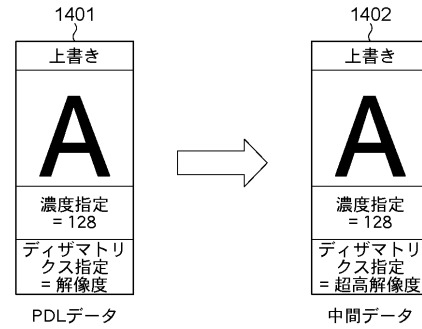 1401
上書き
A
濃度指定
= 128
ディザマトリ
クス指定
= 解像度
PDLデータ
1402
上書き
A
濃度指定
= 128
ディザマトリ
クス指定
= 超高解像度
中間データ